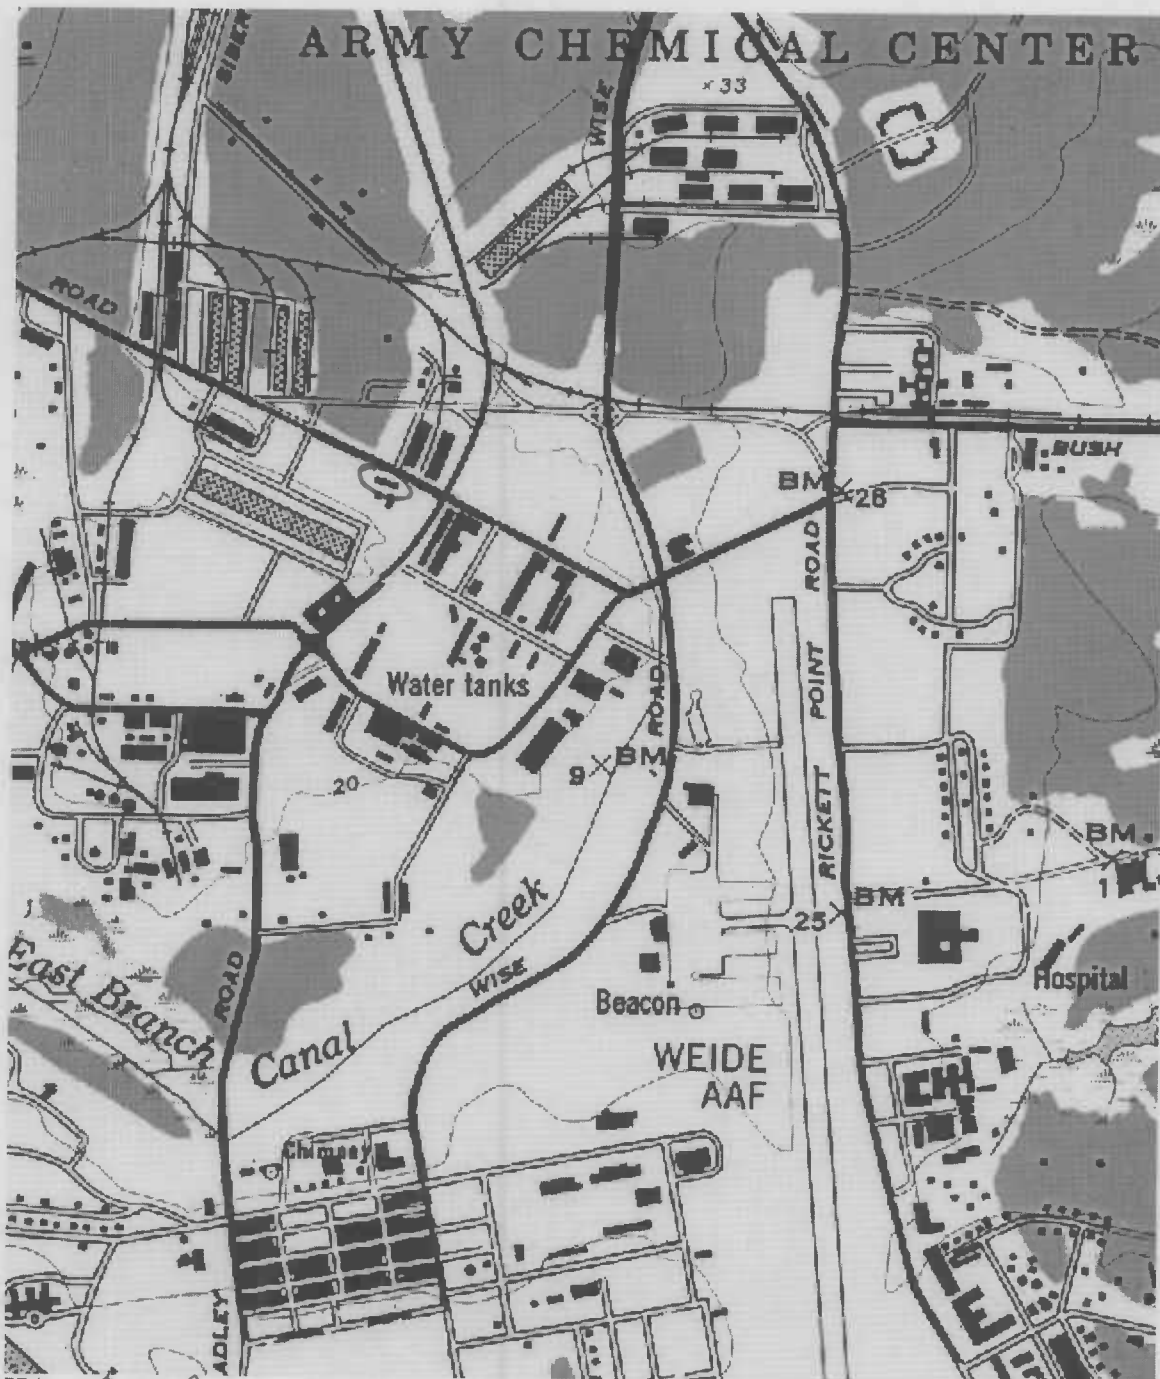 SIBER
ARMY CHEMICAL CENTER
WISE
×33
ROAD
BUSH
BM
28
ROAD
Water tanks
ROAD
POINT
9
BM
20
RICKETT
BM
1
BM
25
Creek
East Branch
ROAD
WISE
Hospital
Beacon
Canal
WEIDE
AAF
Chimney
ADLEY